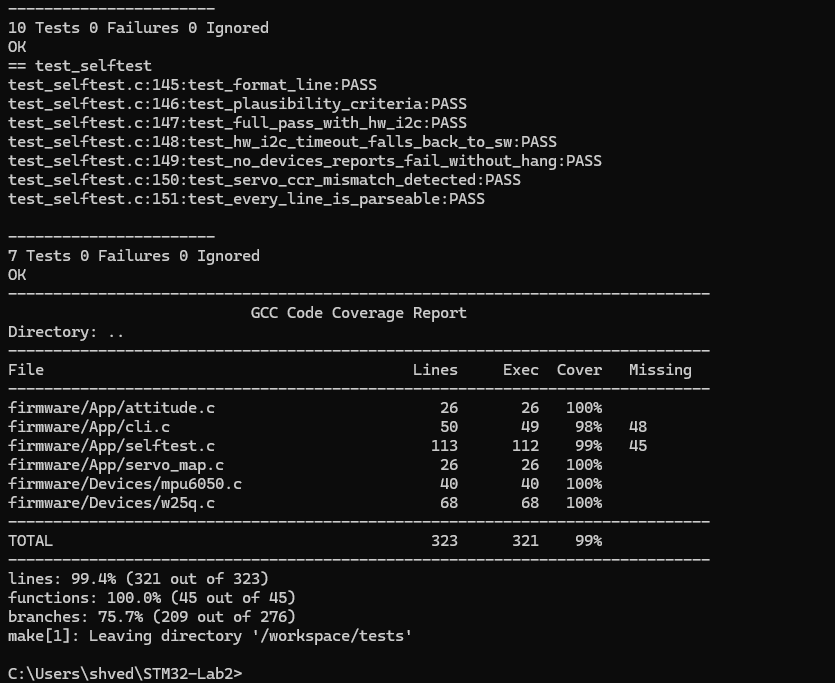 -----------------------
10 Tests 0 Failures 0 Ignored
OK
== test_selftest
test_selftest.c:145:test_format_line:PASS
test_selftest.c:146:test_plausibility_criteria:PASS
test_selftest.c:147:test_full_pass_with_hw_i2c:PASS
test_selftest.c:148:test_hw_i2c_timeout_falls_back_to_sw:PASS
test_selftest.c:149:test_no_devices_reports_fail_without_hang:PASS
test_selftest.c:150:test_servo_ccr_mismatch_detected:PASS
test_selftest.c:151:test_every_line_is_parseable:PASS

-----------------------
7 Tests 0 Failures 0 Ignored
OK
------------------------------------------------------------------------------
                           GCC Code Coverage Report
Directory: ..
------------------------------------------------------------------------------
File                                         Lines     Exec  Cover   Missing
------------------------------------------------------------------------------
firmware/App/attitude.c                         26       26   100%
firmware/App/cli.c                              50       49    98%   48
firmware/App/selftest.c                        113      112    99%   45
firmware/App/servo_map.c                        26       26   100%
firmware/Devices/mpu6050.c                      40       40   100%
firmware/Devices/w25q.c                         68       68   100%
------------------------------------------------------------------------------
TOTAL                                          323      321    99%
------------------------------------------------------------------------------
lines: 99.4% (321 out of 323)
functions: 100.0% (45 out of 45)
branches: 75.7% (209 out of 276)
make[1]: Leaving directory '/workspace/tests'

C:\Users\shved\STM32-Lab2>